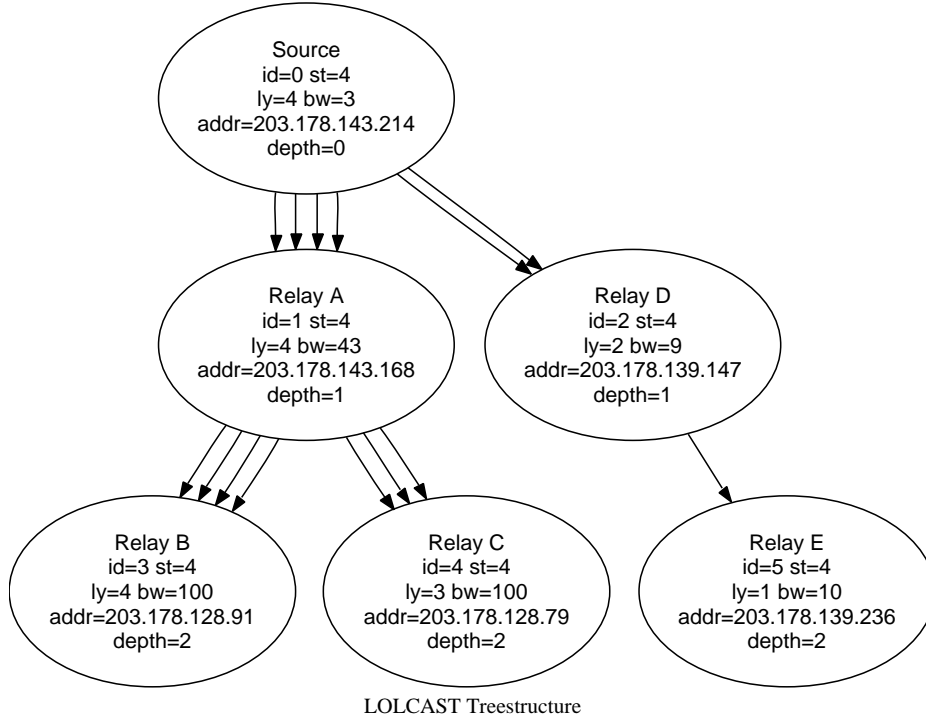 Source
id=0 st=4
ly=4 bw=3
addr=203.178.143.214
depth=0
Relay A
id=1 st=4
ly=4 bw=43
addr=203.178.143.168
depth=1
Relay D
id=2 st=4
ly=2 bw=9
addr=203.178.139.147
depth=1
Relay B
id=3 st=4
ly=4 bw=100
addr=203.178.128.91
depth=2
Relay C
id=4 st=4
ly=3 bw=100
addr=203.178.128.79
depth=2
Relay E
id=5 st=4
ly=1 bw=10
addr=203.178.139.236
depth=2
LOLCAST Treestructure